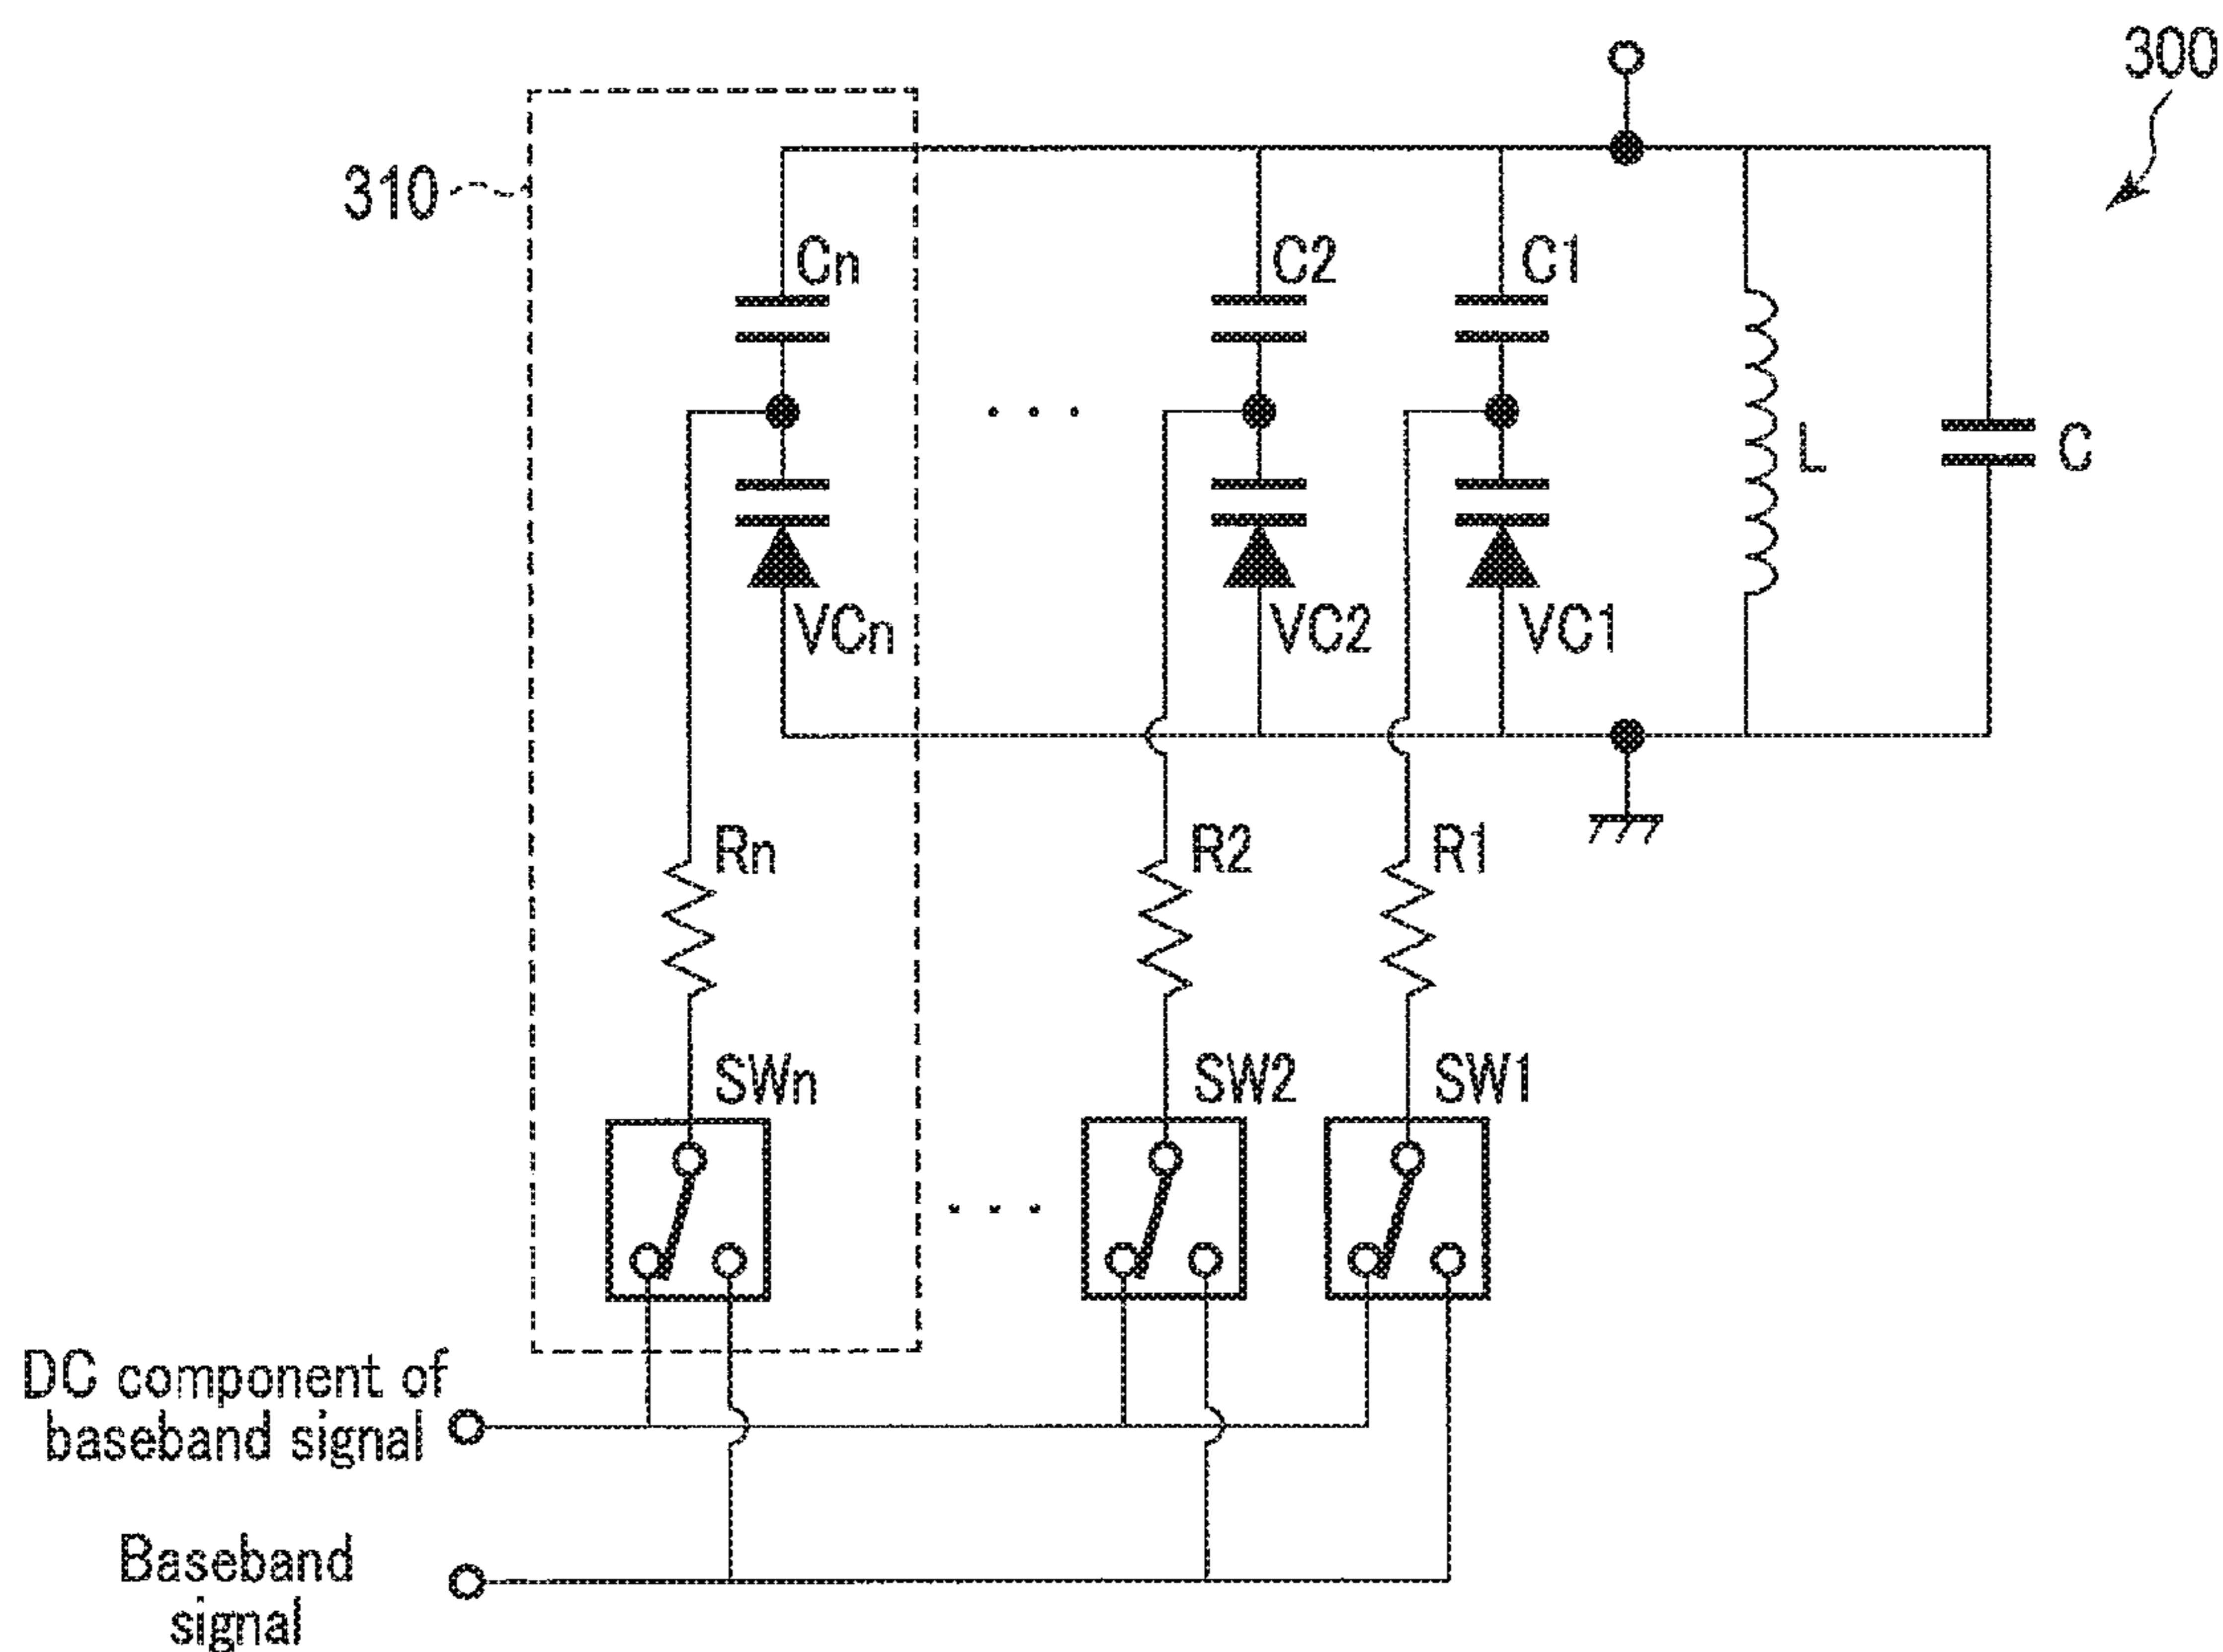 300
310
Cn
C2
C1
L
C
VCn
VC2
VC1
Rn
R2
R1
SWn
SW2
SW1
DC component of
baseband signal
Baseband
signal